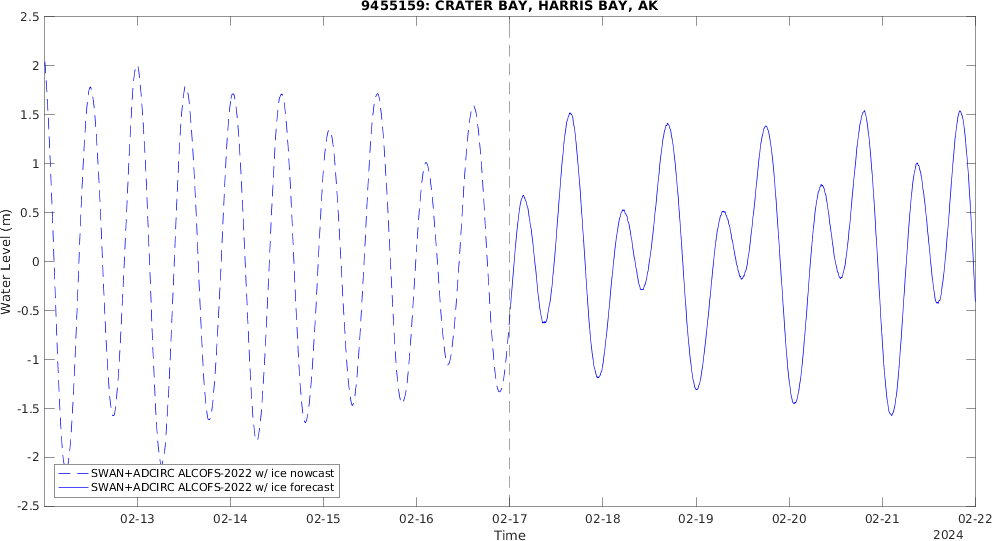 9455159: CRATER BAY, HARRIS BAY, AK
2.5
2
1.5
1
0.5
0
-0.5
-1
-1.5
-2
-2.5
Water Level (m)
SWAN+ADCIRC ALCOFS-2022 w/ ice nowcast
SWAN+ADCIRC ALCOFS-2022 w/ ice forecast
02-13 02-14 02-15 02-16 02-17 02-18 02-19 02-20 02-21 02-22
Time
2024